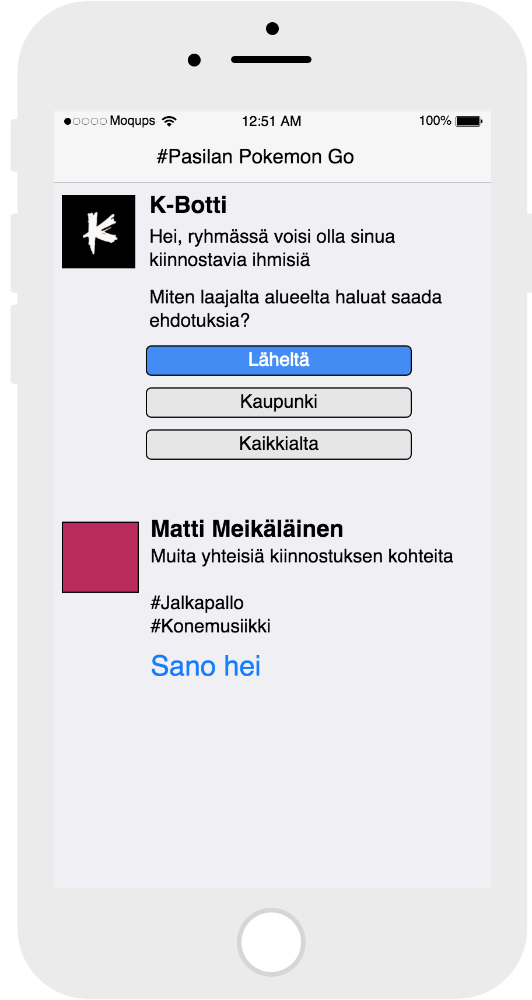 Moqups 12:51 AM 100%
#Pasilan Pokemon Go
K
K-Botti
Hei, ryhmässä voisi olla sinua
kiinnostavia ihmisiä
Miten laajalta alueelta haluat saada
ehdotuksia?
Läheltä
Kaupunki
Kaikkialta
Matti Meikäläinen
Muita yhteisiä kiinnostuksen kohteita
#Jalkapallo
#Konemusiikki
Sano hei